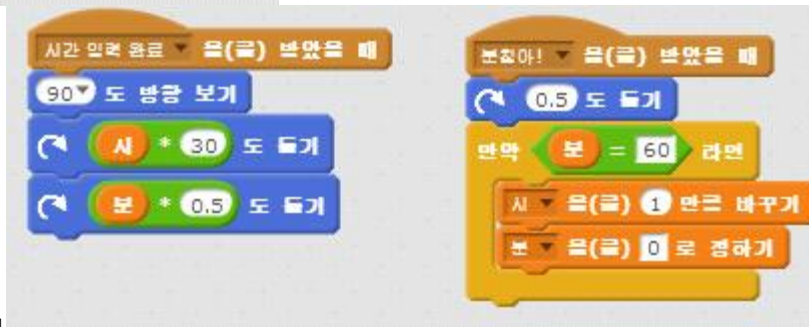 시간 입력 완료 을(를) 받았을 때
90 도 방향 보기
시 * 30 도 돌기
분 * 0.5 도 돌기
분침아! 을(를) 받았을 때
0.5 도 돌기
만약 분 = 60 라면
시 을(를) 1 만큼 바꾸기
분 을(를) 0 로 정하기